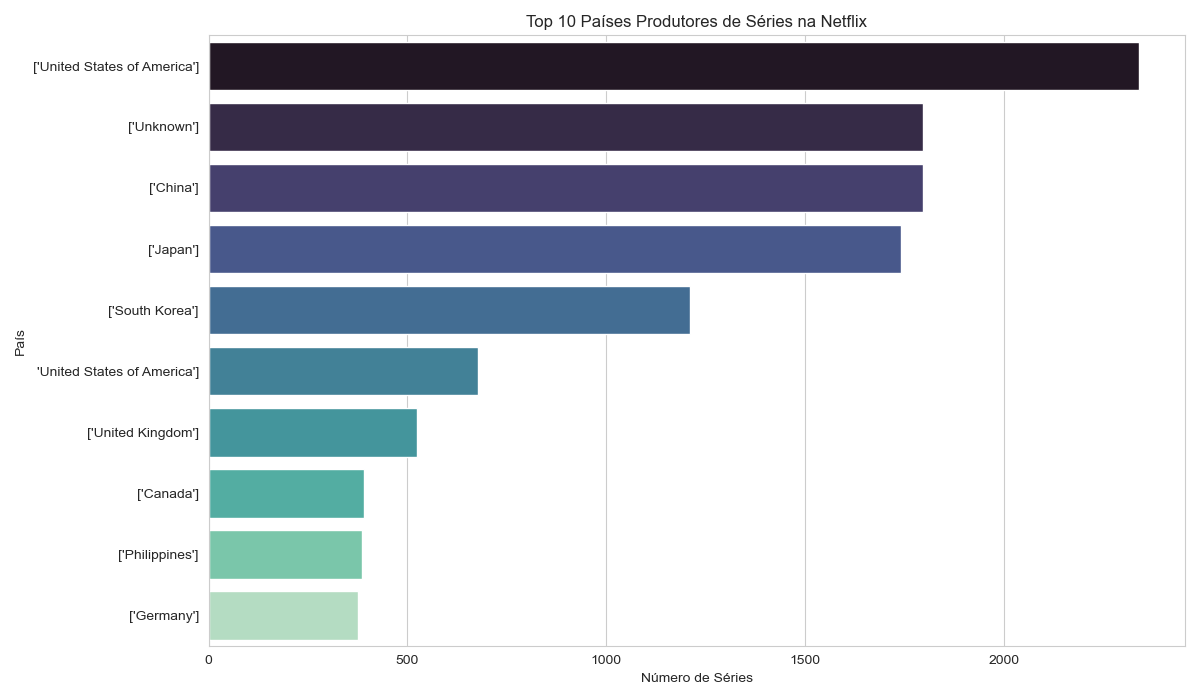 Top 10 Países Produtores de Séries na Netflix
País
['United States of America']
['Unknown']
['China']
['Japan']
['South Korea']
'United States of America']
['United Kingdom']
['Canada']
['Philippines']
['Germany']
0 500 1000 1500 2000
Número de Séries